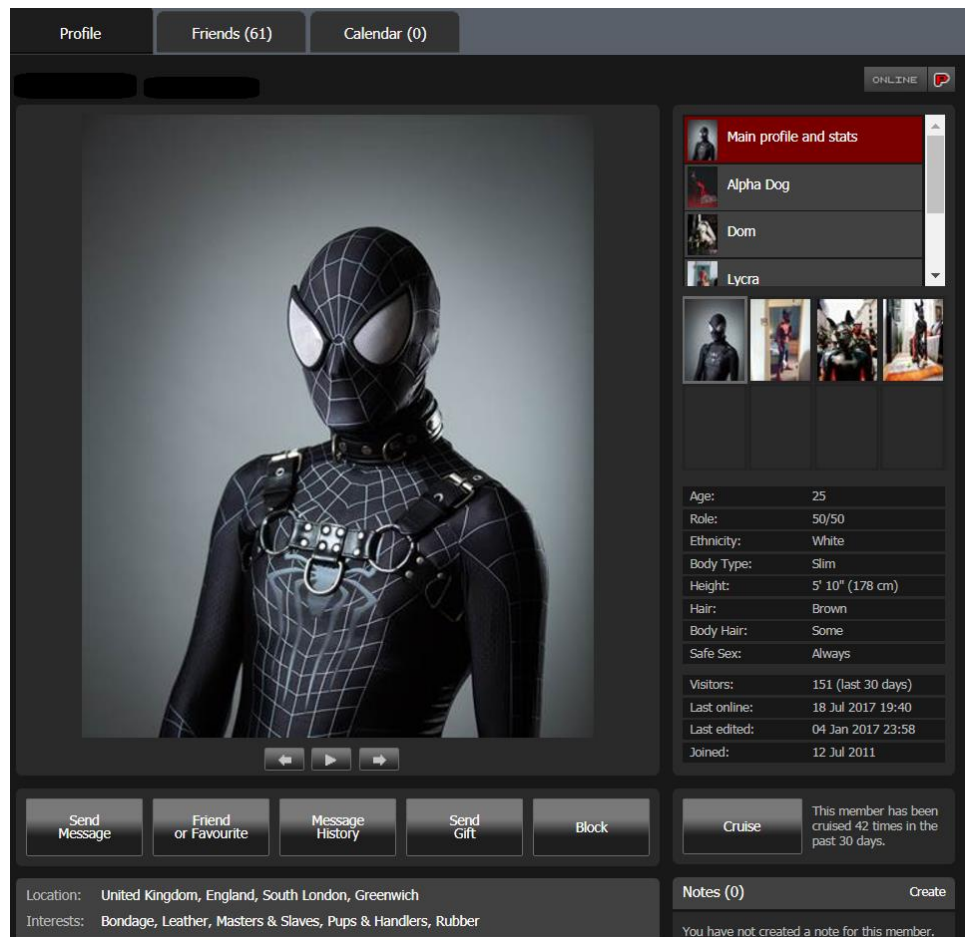 Profile
Friends (61)
Calendar (0)
ONLINE
Main profile and stats
Alpha Dog
Dom
Lycra
Age: 25
Role: 50/50
Ethnicity: White
Body Type: Slim
Height: 5' 10" (178 cm)
Hair: Brown
Body Hair: Some
Safe Sex: Always
Visitors: 151 (last 30 days)
Last online: 18 Jul 2017 19:40
Last edited: 04 Jan 2017 23:58
Joined: 12 Jul 2011
Send
Message
Friend
or Favourite
Message
History
Send
Gift
Block
Cruise
This member has been
cruised 42 times in the
past 30 days.
Location: United Kingdom, England, South London, Greenwich
Interests: Bondage, Leather, Masters & Slaves, Pups & Handlers, Rubber
Notes (0)
Create
You have not created a note for this member.